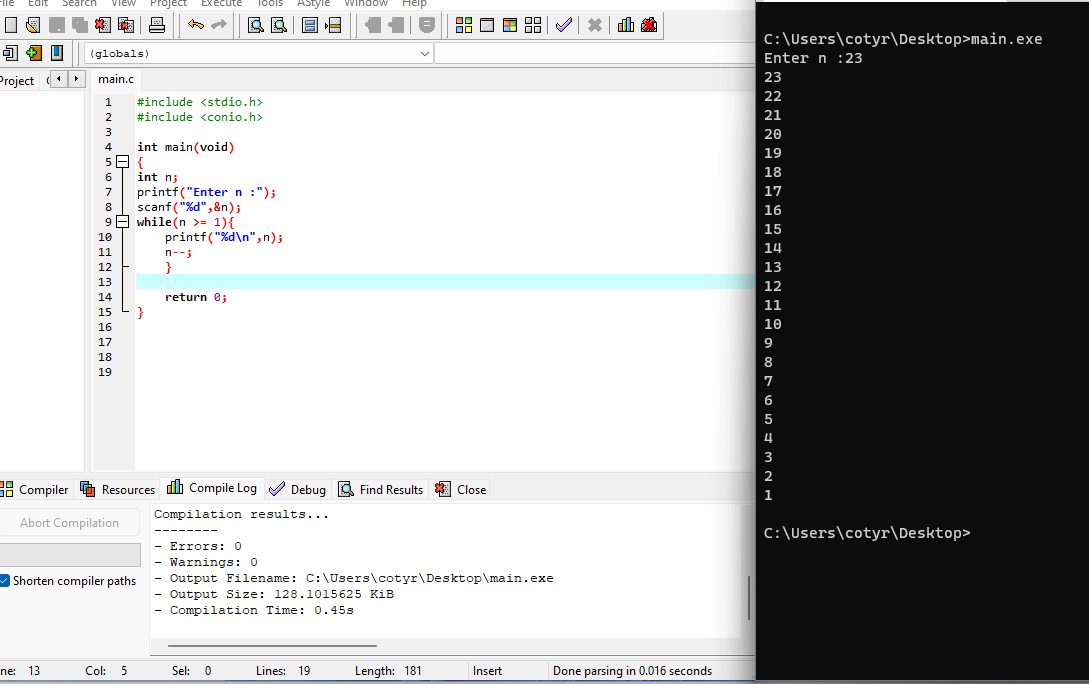 File Edit Search View Project Execute Tools AStyle Window Help
(globals)
Project
main.c
1 #include <stdio.h>
2 #include <conio.h>
3
4 int main(void)
5 {
6 int n;
7 printf("Enter n :");
8 scanf("%d",&n);
9 while(n >= 1){
10 printf("%d\n",n);
11 n--;
12 }
13
14 return 0;
15 }
16
17
18
19
Compiler Resources Compile Log Debug Find Results Close
Abort Compilation
Shorten compiler paths
Compilation results...
--------
- Errors: 0
- Warnings: 0
- Output Filename: C:\Users\cotyr\Desktop\main.exe
- Output Size: 128.1015625 KiB
- Compilation Time: 0.45s
ne: 13 Col: 5 Sel: 0 Lines: 19 Length: 181 Insert Done parsing in 0.016 seconds
C:\Users\cotyr\Desktop>main.exe
Enter n :23
23
22
21
20
19
18
17
16
15
14
13
12
11
10
9
8
7
6
5
4
3
2
1
C:\Users\cotyr\Desktop>